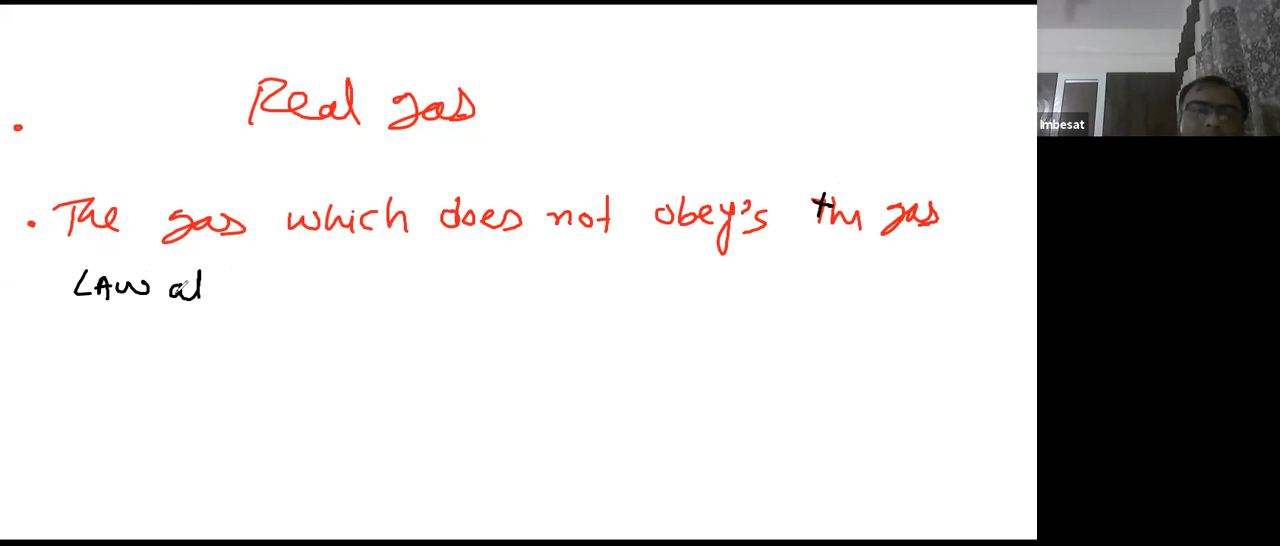 Real gas
Imbesat
. The gas which does not obey's the gas
LAW al